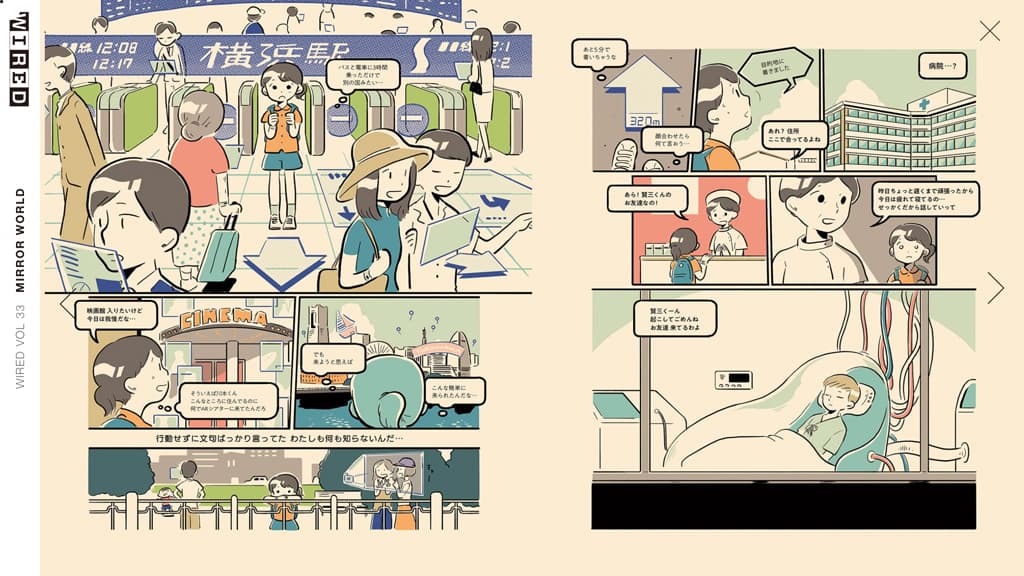 WIRED
WIRED VOL 33 MIRROR WORLD
12:08
12:17
横浜駅
バスと電車に3時間
乗っただけで
別の国みたい…
映画館 入りたいけど
今日は我慢だな…
CINEMA
そういえば川本くん
こんなところに住んでるのに
何でARシアターに来てたんだろ
でも
来ようと思えば
こんな簡単に
来られたんだな…
行動せずに文句ばっかり言ってた わたしも何も知らないんだ…
あと5分で
着いちゃうな
320m
顔合わせたら
何て言おう…
目的地に
着きました
あれ? 住所
ここで合ってるよね
病院…?
あら! 賢三くんの
お友達なの!
昨日ちょっと遅くまで頑張ったから
今日は疲れて寝てるの…
せっかくだから話していって
賢三くーん
起こしてごめんね
お友達 来てるわよ